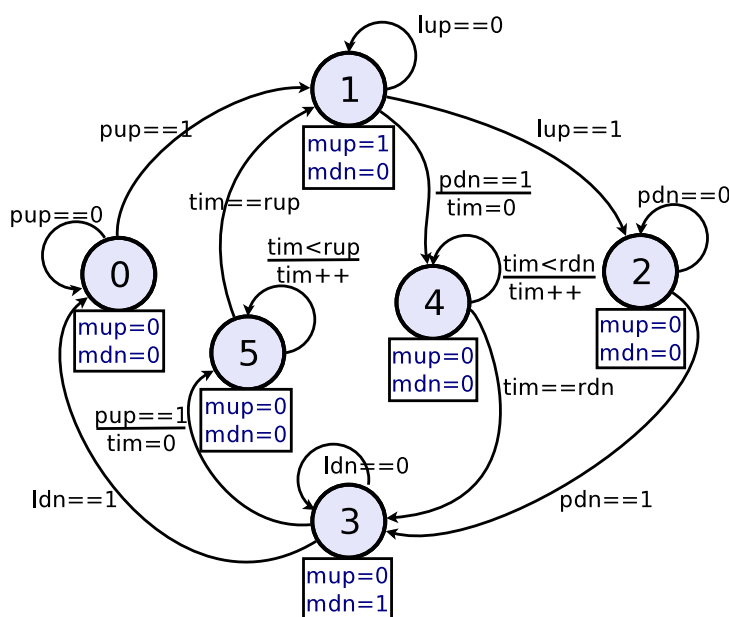 lup==0
1
mup=1
mdn=0
pup==1
lup==1
pdn==1
tim=0
tim==rup
pup==0
0
mup=0
mdn=0
tim<rup
tim++
5
mup=0
mdn=0
4
mup=0
mdn=0
tim<rdn
tim++
pdn==0
2
mup=0
mdn=0
tim==rdn
pup==1
tim=0
ldn==0
ldn==1
pdn==1
3
mup=0
mdn=1